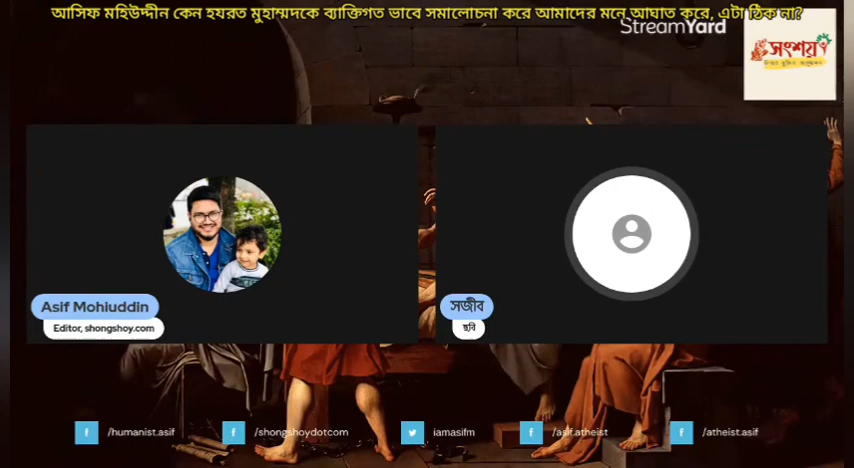 আসিফ মহিউদ্দীন কেন হযরত মুহাম্মদকে ব্যাক্তিগত ভাবে সমালোচনা করে আমাদের মনে আঘাত করে, এটা ঠিক না?
StreamYard
সংশয়
Asif Mohiuddin
Editor, shongshoy.com
সজীব
ছবি
/humanist.asif
/shongshoydotcom
iamasifm
/asif.atheist
/atheist.asif